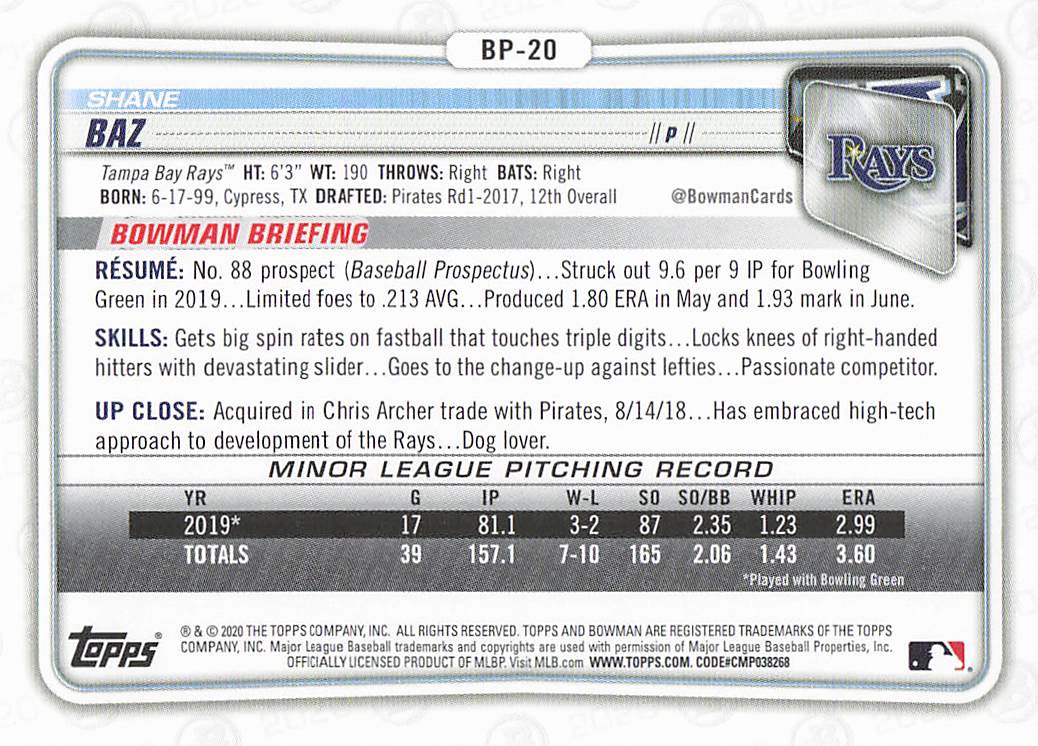 BP-20
SHANE
BAZ // P //
RAYS
Tampa Bay Rays™ HT: 6'3" WT: 190 THROWS: Right BATS: Right
BORN: 6-17-99, Cypress, TX DRAFTED: Pirates Rd1-2017, 12th Overall @BowmanCards
BOWMAN BRIEFING
RÉSUMÉ: No. 88 prospect (Baseball Prospectus)...Struck out 9.6 per 9 IP for Bowling
Green in 2019...Limited foes to .213 AVG...Produced 1.80 ERA in May and 1.93 mark in June.
SKILLS: Gets big spin rates on fastball that touches triple digits...Locks knees of right-handed
hitters with devastating slider...Goes to the change-up against lefties...Passionate competitor.
UP CLOSE: Acquired in Chris Archer trade with Pirates, 8/14/18...Has embraced high-tech
approach to development of the Rays...Dog lover.
MINOR LEAGUE PITCHING RECORD
YR G IP W-L SO SO/BB WHIP ERA
2019* 17 81.1 3-2 87 2.35 1.23 2.99
TOTALS 39 157.1 7-10 165 2.06 1.43 3.60
*Played with Bowling Green
Topps®
® & © 2020 THE TOPPS COMPANY, INC. ALL RIGHTS RESERVED. TOPPS AND BOWMAN ARE REGISTERED TRADEMARKS OF THE TOPPS
COMPANY, INC. Major League Baseball trademarks and copyrights are used with permission of Major League Baseball Properties, Inc.
OFFICIALLY LICENSED PRODUCT OF MLBP. Visit MLB.com WWW.TOPPS.COM. CODE#CMP038268